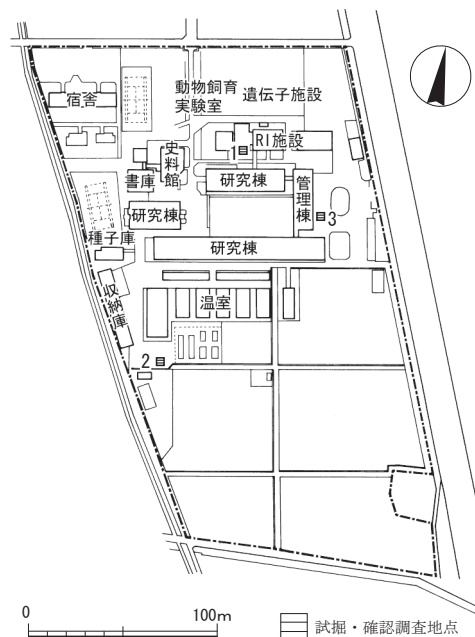 宿舎
動物飼育
実験室
遺伝子施設
史料館
1
RI施設
書庫
研究棟
管理棟
研究棟
3
種子庫
研究棟
収納庫
温室
2
0
100m
試掘・確認調査地点